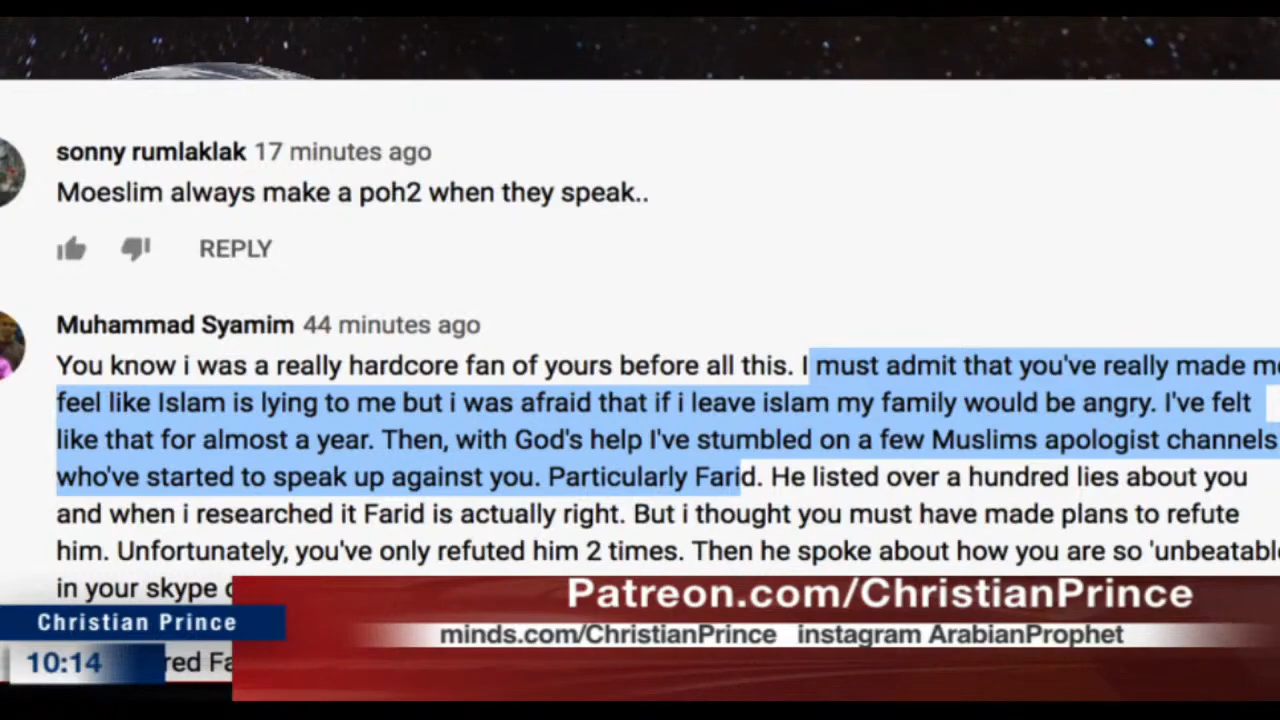 sonny rumlaklak 17 minutes ago
Moeslim always make a poh2 when they speak..
REPLY
Muhammad Syamim 44 minutes ago
You know i was a really hardcore fan of yours before all this. I must admit that you've really made
feel like Islam is lying to me but i was afraid that if i leave islam my family would be angry. I've felt
like that for almost a year. Then, with God's help I've stumbled on a few Muslims apologist channels
who've started to speak up against you. Particularly Farid. He listed over a hundred lies about you
and when i researched it Farid is actually right. But i thought you must have made plans to refute
him. Unfortunately, you've only refuted him 2 times. Then he spoke about how you are so 'unbeatable
in your skype
Patreon.com/ChristianPrince
Christian Prince
minds.com/ChristianPrince instagram ArabianProphet
10:14